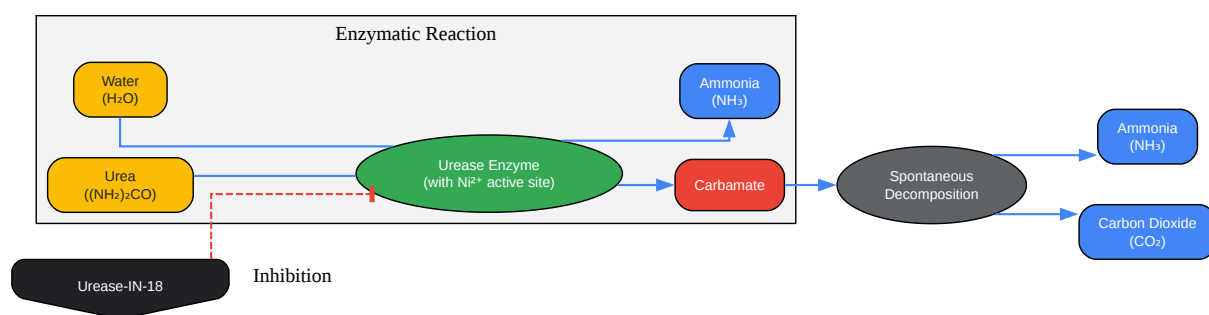 Enzymatic Reaction
Water
(H₂O)
Urea
((NH₂)₂CO)
Urease Enzyme
(with Ni²⁺ active site)
Ammonia
(NH₃)
Carbamate
Spontaneous
Decomposition
Ammonia
(NH₃)
Carbon Dioxide
(CO₂)
Urease-IN-18
Inhibition